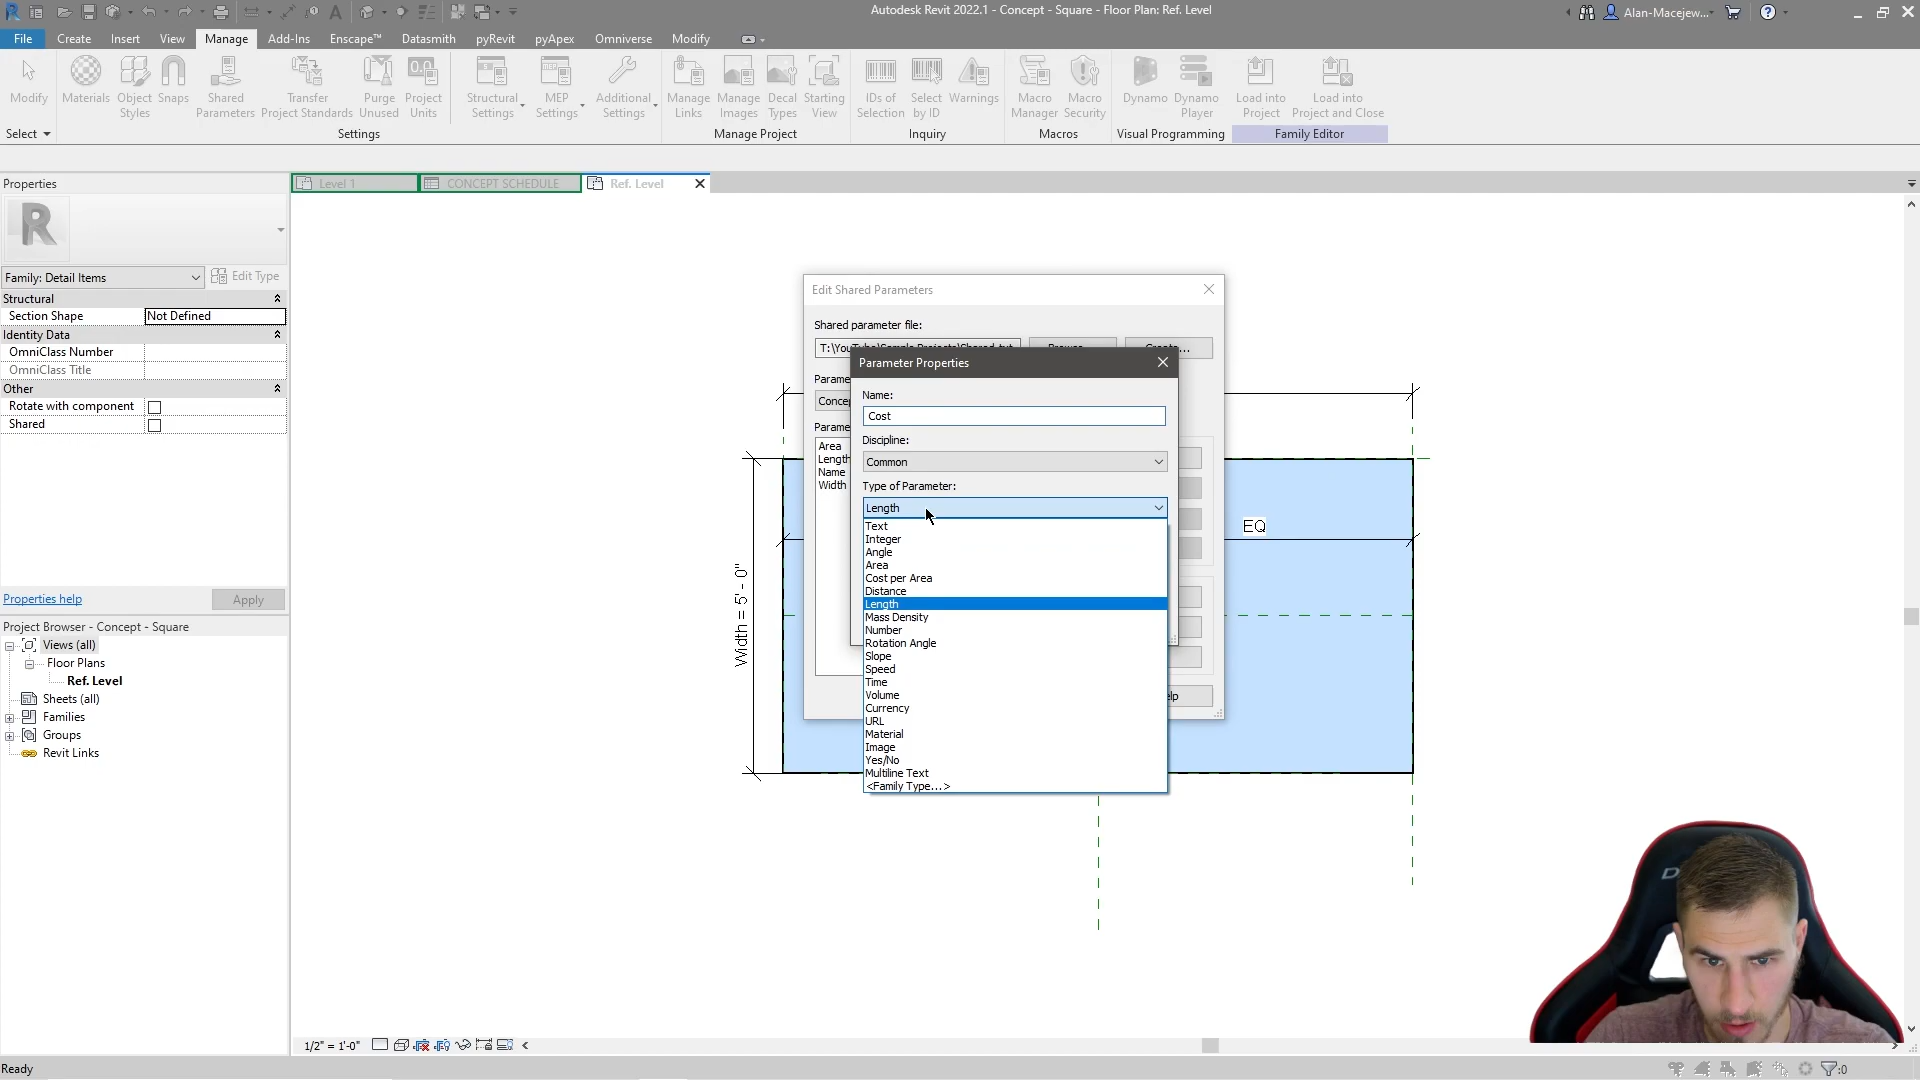 Autodesk Revit 2022.1 - Concept - Square - Floor Plan: Ref. Level
Alan-Macejew...
File Create Insert View Manage Add-Ins Enscape™ Datasmith pyRevit pyApex Omniverse Modify
Modify
Materials
Object Styles
Snaps
Shared Parameters
Transfer Project Standards
Purge Unused
Project Units
Structural Settings
MEP Settings
Additional Settings
Manage Links
Manage Images
Decal Types
Starting View
IDs of Selection
Select by ID
Warnings
Macro Manager
Macro Security
Dynamo
Dynamo Player
Load into Project
Load into Project and Close
Select
Settings
Manage Project
Inquiry
Macros
Visual Programming
Family Editor
Properties
Level 1
CONCEPT SCHEDULE
Ref. Level
R
Family: Detail Items
Edit Type
Structural
Section Shape Not Defined
Identity Data
OmniClass Number
OmniClass Title
Other
Rotate with component
Shared
Properties help
Apply
Project Browser - Concept - Square
Views (all)
Floor Plans
Ref. Level
Sheets (all)
Families
Groups
Revit Links
Edit Shared Parameters
Shared parameter file:
Parame
Concep
Parame
Area
Length
Name
Width
elp
Parameter Properties
Name:
Cost
Discipline:
Common
Type of Parameter:
Length
Text
Integer
Angle
Area
Cost per Area
Distance
Length
Mass Density
Number
Rotation Angle
Slope
Speed
Time
Volume
Currency
URL
Material
Image
Yes/No
Multiline Text
<Family Type...>
EQ
Width = 5' - 0"
1/2" = 1'-0"
Ready
:0